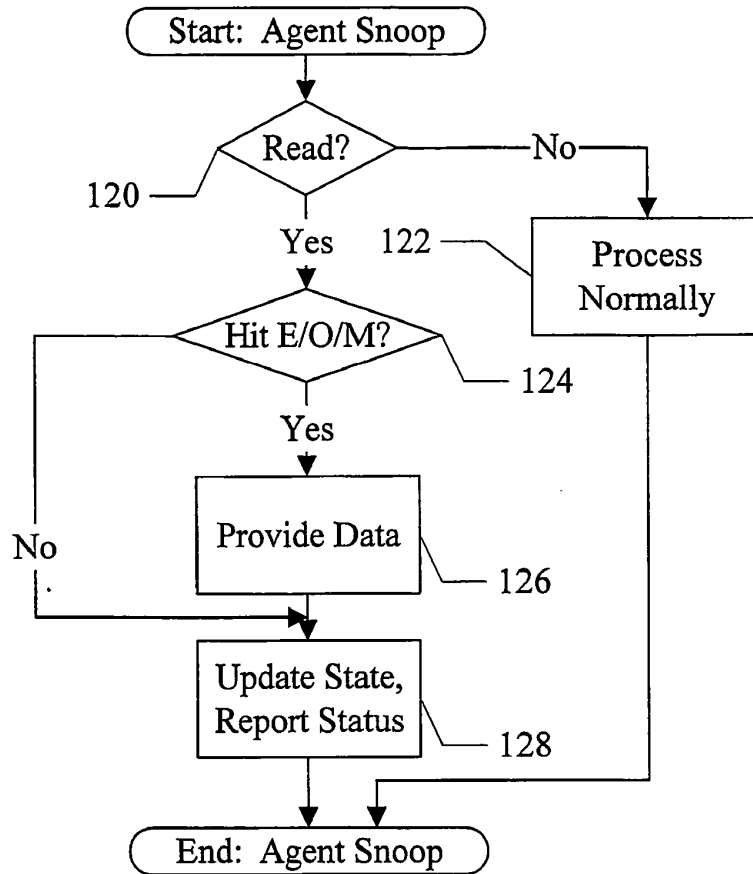 Start: Agent Snoop
Read?
No
120
Yes
122
Process
Normally
Hit E/O/M?
124
Yes
Provide Data
No
126
Update State,
Report Status
128
End: Agent Snoop